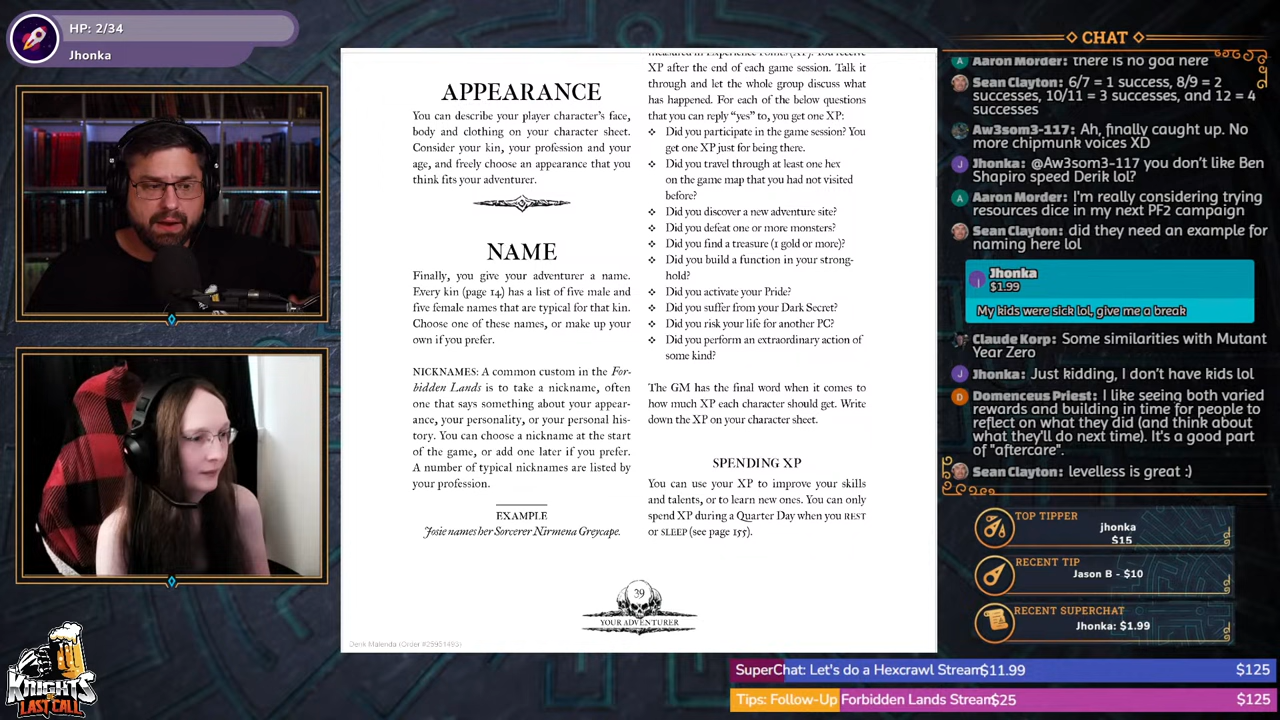 HP: 2/34
Jhonka
APPEARANCE
You can describe your player character's face,
body and clothing on your character sheet.
Consider your kin, your profession and your
age, and freely choose an appearance that you
think fits your adventurer.
NAME
Finally, you give your adventurer a name.
Every kin (page 14) has a list of five male and
five female names that are typical for that kin.
Choose one of these names, or make up your
own if you prefer.
NICKNAMES: A common custom in the For-
bidden Lands is to take a nickname, often
one that says something about your appear-
ance, your personality, or your personal his-
tory. You can choose a nickname at the start
of the game, or add one later if you prefer.
A number of typical nicknames are listed by
your profession.
EXAMPLE
Josie names her Sorcerer Nirmena Greycape.
measured in Experience Points (XP). You receive
XP after the end of each game session. Talk it
through and let the whole group discuss what
has happened. For each of the below questions
that you can reply “yes” to, you get one XP:
❖ Did you participate in the game session? You
get one XP just for being there.
❖ Did you travel through at least one hex
on the game map that you had not visited
before?
❖ Did you discover a new adventure site?
❖ Did you defeat one or more monsters?
❖ Did you find a treasure (1 gold or more)?
❖ Did you build a function in your strong-
hold?
❖ Did you activate your Pride?
❖ Did you suffer from your Dark Secret?
❖ Did you risk your life for another PC?
❖ Did you perform an extraordinary action of
some kind?
The GM has the final word when it comes to
how much XP each character should get. Write
down the XP on your character sheet.
SPENDING XP
You can use your XP to improve your skills
and talents, or to learn new ones. You can only
spend XP during a Quarter Day when you REST
or SLEEP (see page 155).
39
YOUR ADVENTURER
Derik Malenda (Order #29951493)
CHAT
A Aaron Morder: there is no goa here
Sean Clayton: 6/7 = 1 success, 8/9 = 2
successes, 10/11 = 3 successes, and 12 = 4
successes
Aw3som3-117: Ah, finally caught up. No
more chipmunk voices XD
J Jhonka: @Aw3som3-117 you don't like Ben
Shapiro speed Derik lol?
A Aaron Morder: I'm really considering trying
resources dice in my next PF2 campaign
Sean Clayton: did they need an example for
naming here lol
J Jhonka
$1.99
My kids were sick lol, give me a break
Claude Korp: Some similarities with Mutant
Year Zero
J Jhonka: Just kidding, I don't have kids lol
D Domenceus Priest: I like seeing both varied
rewards and building in time for people to
reflect on what they did (and think about
what they'll do next time). It's a good part
of "aftercare".
Sean Clayton: levelless is great :)
TOP TIPPER
jhonka
$15
RECENT TIP
Jason B - $10
RECENT SUPERCHAT
Jhonka: $1.99
SuperChat: Let's do a Hexcrawl Stream $11.99 $125
Tips: Follow-Up Forbidden Lands Stream $25 $125
KNIGHTS
OF
LAST CALL